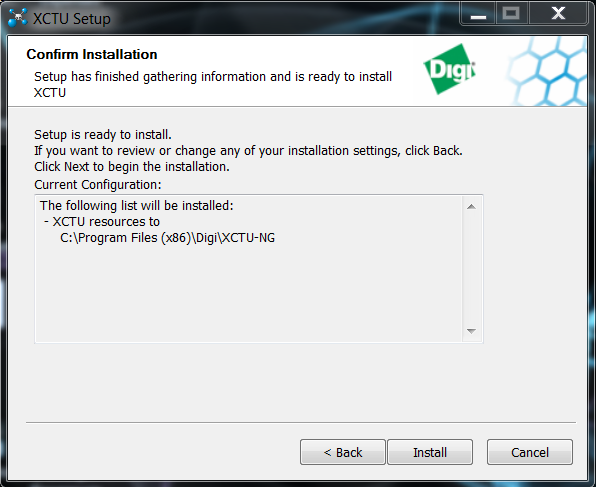 XCTU Setup
Confirm Installation
Setup has finished gathering information and is ready to install
XCTU
Digi
Setup is ready to install.
If you want to review or change any of your installation settings, click Back.
Click Next to begin the installation.
Current Configuration:
The following list will be installed:
- XCTU resources to
C:\Program Files (x86)\Digi\XCTU-NG
< Back
Install
Cancel